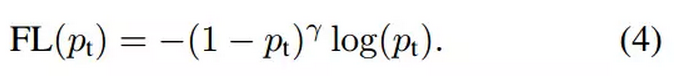 FL(pₜ) = −(1 − pₜ)^γ log(pₜ). (4)